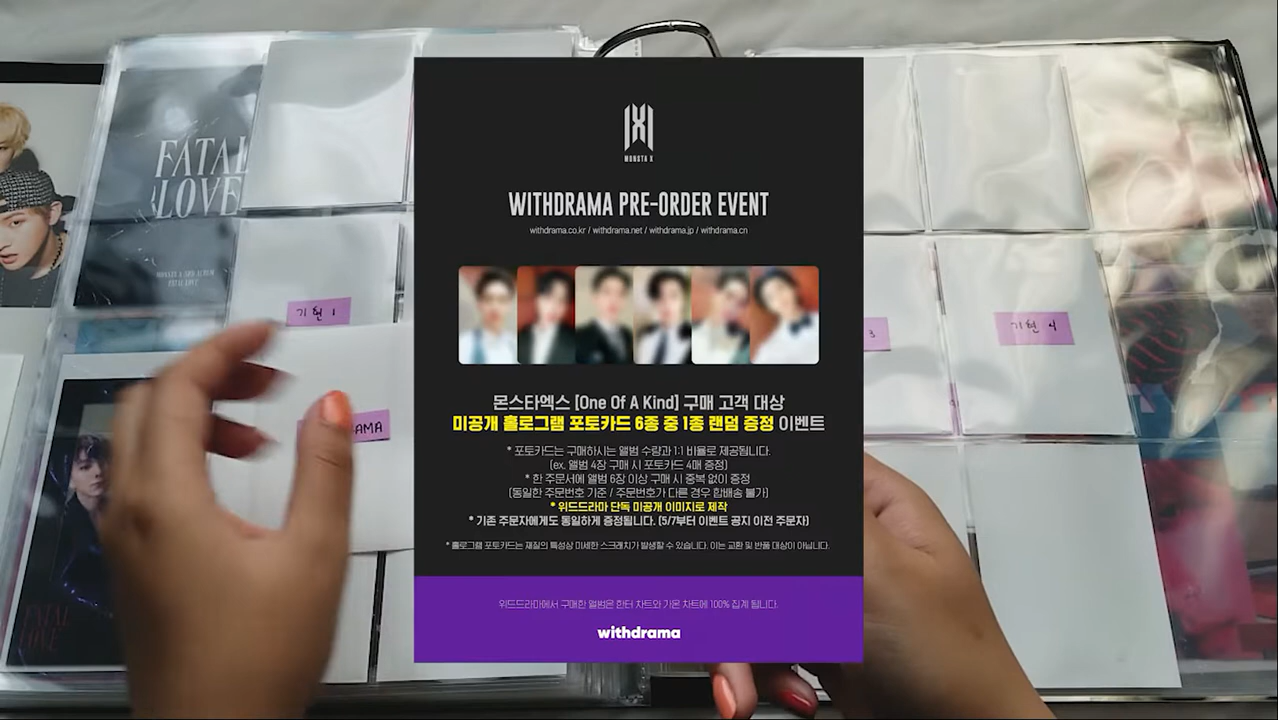 FATAL
LOVE
MONSTA X 3RD ALBUM
FATAL LOVE
기현 1
AMA
FATAL
LOVE
MONSTA X
WITHDRAMA PRE-ORDER EVENT
withdrama.co.kr / withdrama.net / withdrama.jp / withdrama.cn
몬스타엑스 [One Of A Kind] 구매 고객 대상
미공개 홀로그램 포토카드 6종 중 1종 랜덤 증정 이벤트
* 포토카드는 구매하시는 앨범 수량과 1:1 비율로 제공됩니다.
(ex. 앨범 4장 구매 시 포토카드 4매 증정)
* 한 주문서에 앨범 6장 이상 구매 시 중복 없이 증정
(동일한 주문번호 기준 / 주문번호가 다른 경우 합배송 불가)
* 위드드라마 단독 미공개 이미지로 제작
* 기존 주문자에게도 동일하게 증정됩니다. (5/7부터 이벤트 공지 이전 주문자)
* 홀로그램 포토카드는 재질의 특성상 미세한 스크래치가 발생할 수 있습니다. 이는 교환 및 반품 대상이 아닙니다.
위드드라마에서 구매한 앨범은 한터 차트와 가온 차트에 100% 집계 됩니다.
withdrama
3
기현 4